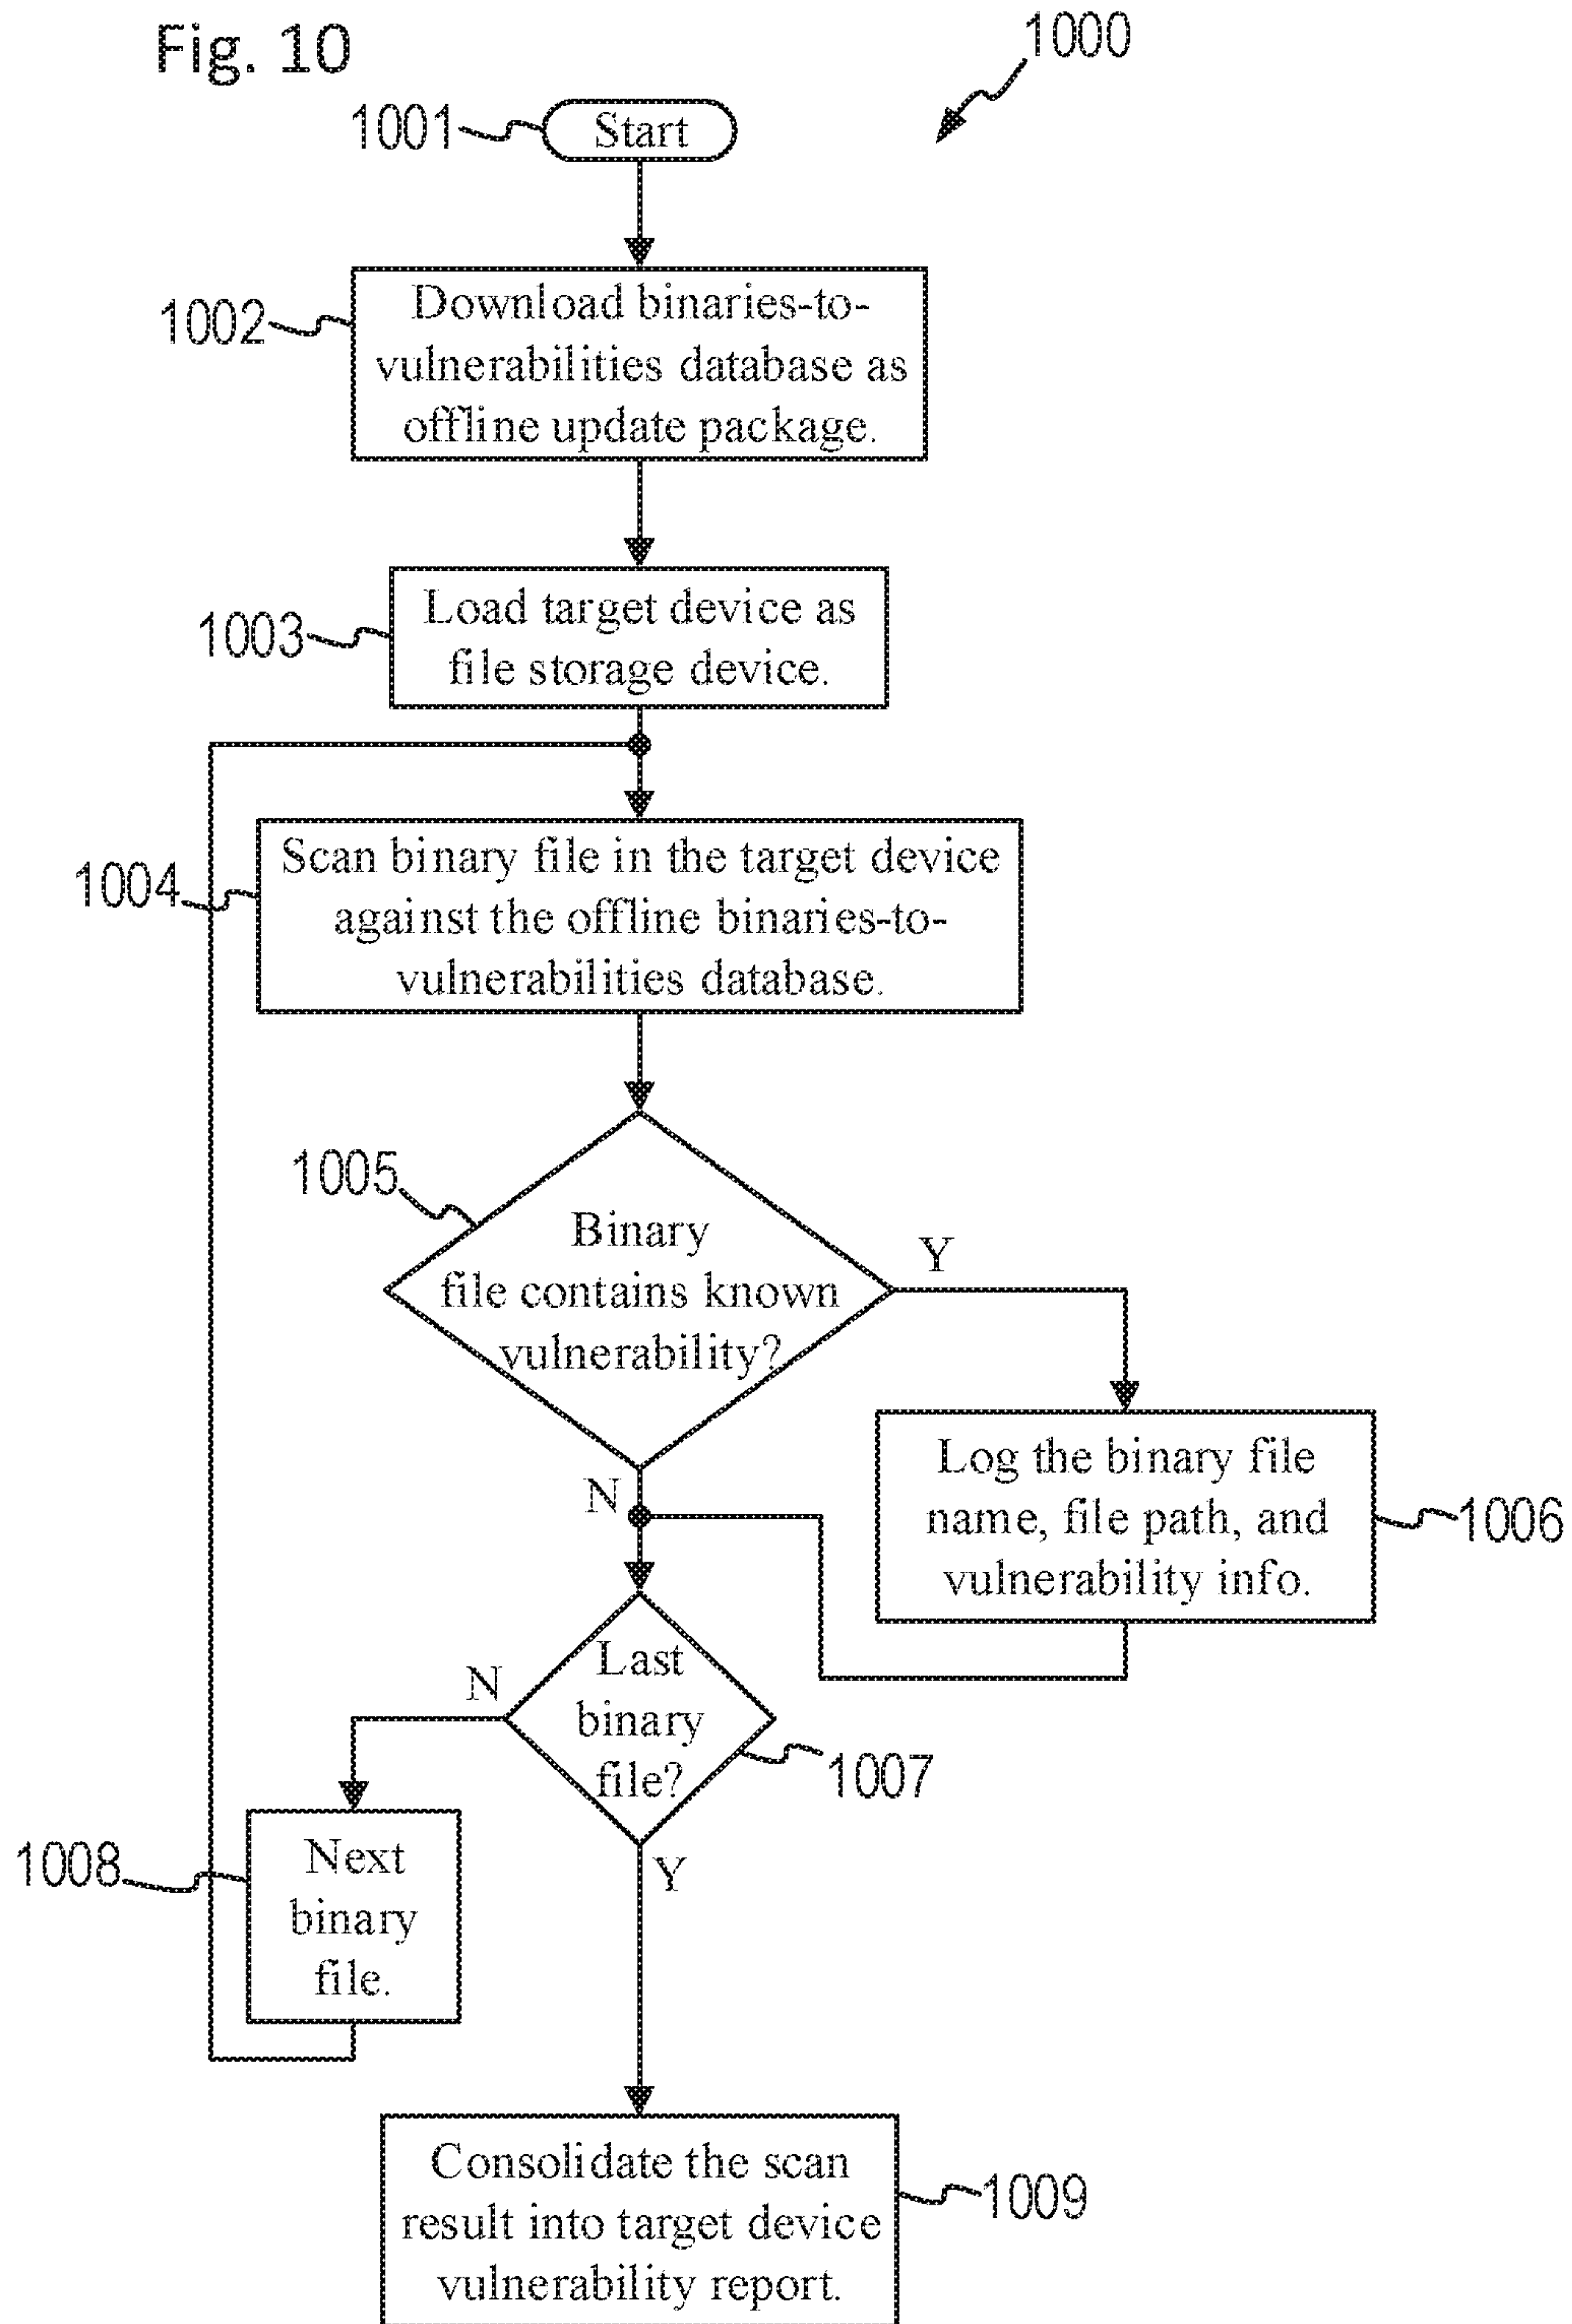 Fig. 10
1000
1001
Start
1002
Download binaries-to-
vulnerabilities database as
offline update package.
1003
Load target device as
file storage device.
1004
Scan binary file in the target device
against the offline binaries-to-
vulnerabilities database.
1005
Binary
file contains known
vulnerability?
Y
N
Log the binary file
name, file path, and
vulnerability info.
1006
Last
binary
file?
N
1007
Y
1008
Next
binary
file.
Consolidate the scan
result into target device
vulnerability report.
1009